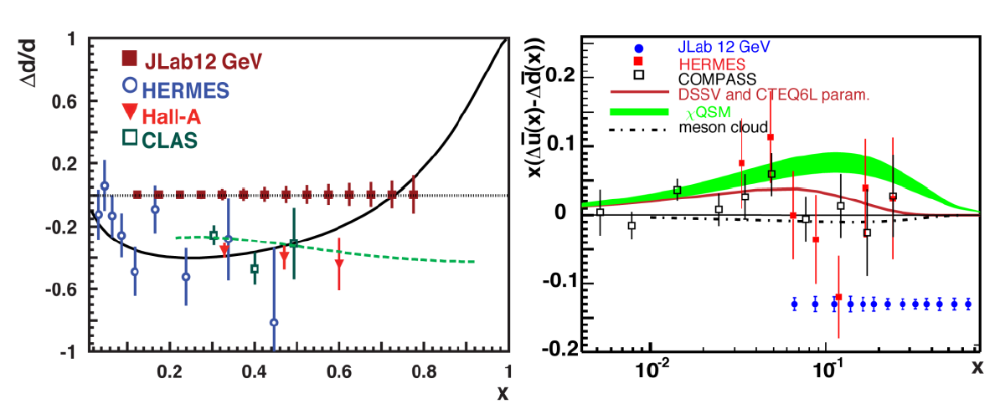 Δd/d
1
0.6
0.2
-0.2
-0.6
-1
JLab12 GeV
HERMES
Hall-A
CLAS
0.2
0.4
0.6
0.8
1
X
x(Δu̅(x)-Δd̅(x))
0.2
0.1
0
-0.1
-0.2
JLab 12 GeV
HERMES
COMPASS
DSSV and CTEQ6L param.
χQSM
meson cloud
10⁻²
10⁻¹
X